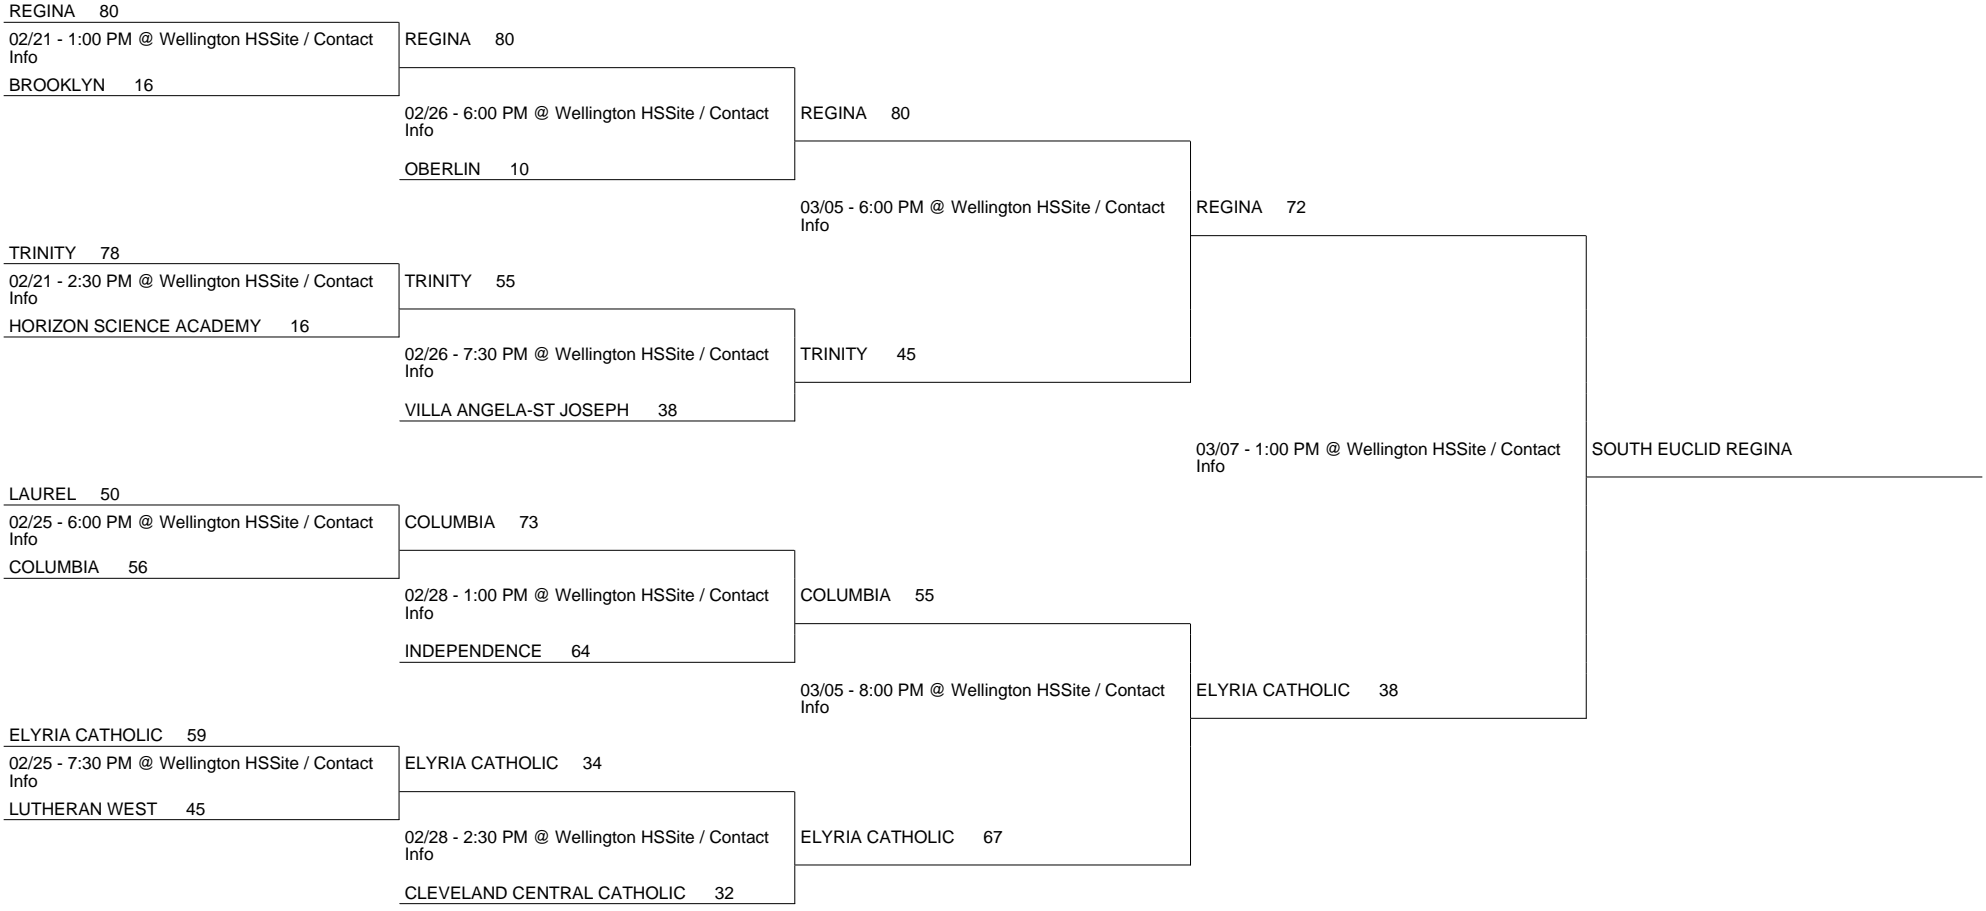 REGINA 80
02/21 - 1:00 PM @ Wellington HSSite / Contact
Info
BROOKLYN 16
REGINA 80
02/26 - 6:00 PM @ Wellington HSSite / Contact
Info
OBERLIN 10
REGINA 80
03/05 - 6:00 PM @ Wellington HSSite / Contact
Info
REGINA 72
TRINITY 78
02/21 - 2:30 PM @ Wellington HSSite / Contact
Info
HORIZON SCIENCE ACADEMY 16
TRINITY 55
02/26 - 7:30 PM @ Wellington HSSite / Contact
Info
VILLA ANGELA-ST JOSEPH 38
TRINITY 45
03/07 - 1:00 PM @ Wellington HSSite / Contact
Info
SOUTH EUCLID REGINA
LAUREL 50
02/25 - 6:00 PM @ Wellington HSSite / Contact
Info
COLUMBIA 56
COLUMBIA 73
02/28 - 1:00 PM @ Wellington HSSite / Contact
Info
INDEPENDENCE 64
COLUMBIA 55
03/05 - 8:00 PM @ Wellington HSSite / Contact
Info
ELYRIA CATHOLIC 38
ELYRIA CATHOLIC 59
02/25 - 7:30 PM @ Wellington HSSite / Contact
Info
LUTHERAN WEST 45
ELYRIA CATHOLIC 34
02/28 - 2:30 PM @ Wellington HSSite / Contact
Info
CLEVELAND CENTRAL CATHOLIC 32
ELYRIA CATHOLIC 67